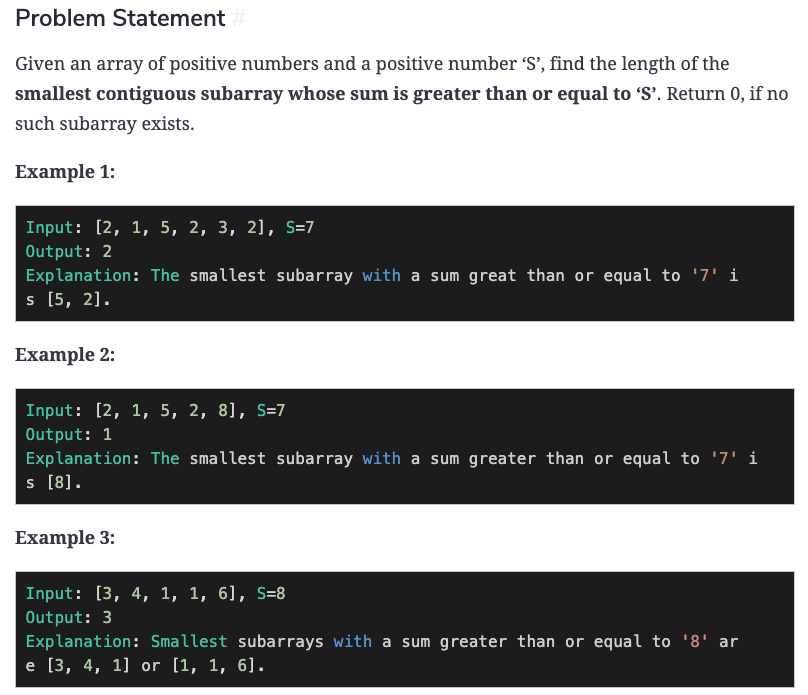 Problem Statement #
Given an array of positive numbers and a positive number ‘S’, find the length of the
smallest contiguous subarray whose sum is greater than or equal to ‘S’. Return 0, if no
such subarray exists.
Example 1:
Input: [2, 1, 5, 2, 3, 2], S=7
Output: 2
Explanation: The smallest subarray with a sum great than or equal to '7' i
s [5, 2].
Example 2:
Input: [2, 1, 5, 2, 8], S=7
Output: 1
Explanation: The smallest subarray with a sum greater than or equal to '7' i
s [8].
Example 3:
Input: [3, 4, 1, 1, 6], S=8
Output: 3
Explanation: Smallest subarrays with a sum greater than or equal to '8' ar
e [3, 4, 1] or [1, 1, 6].